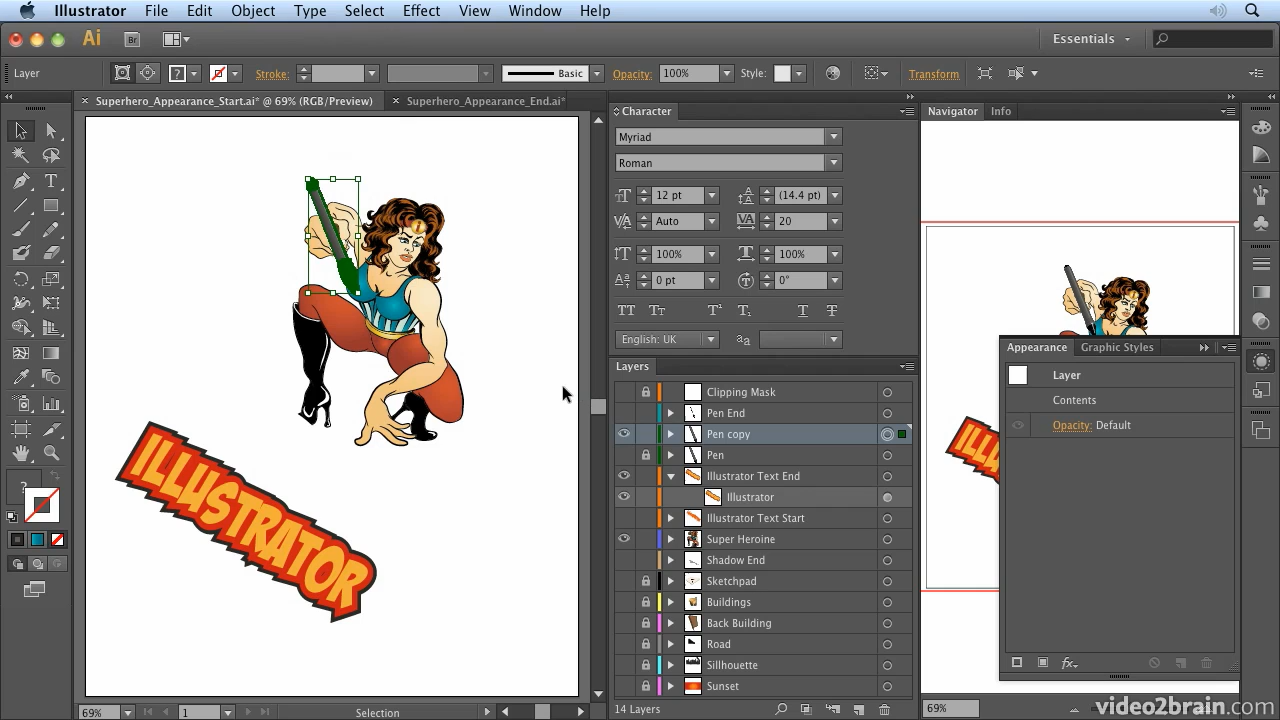 Illustrator File Edit Object Type Select Effect View Window Help
Ai Br Essentials
Layer ? Stroke: Basic Opacity: 100% Style: Transform
Superhero_Appearance_Start.ai* @ 69% (RGB/Preview) Superhero_Appearance_End.ai*
Character
Myriad
Roman
12 pt (14.4 pt)
Auto 20
100% 100%
0 pt 0°
English: UK
Layers
Clipping Mask
Pen End
Pen copy
Pen
Illustrator Text End
Illustrator
Illustrator Text Start
Super Heroine
Shadow End
Sketchpad
Buildings
Back Building
Road
Sillhouette
Sunset
14 Layers
Navigator Info
Appearance Graphic Styles
Layer
Contents
Opacity: Default
fx
ILLUSTRATOR
69% 1 Selection
69%
video2brain.com